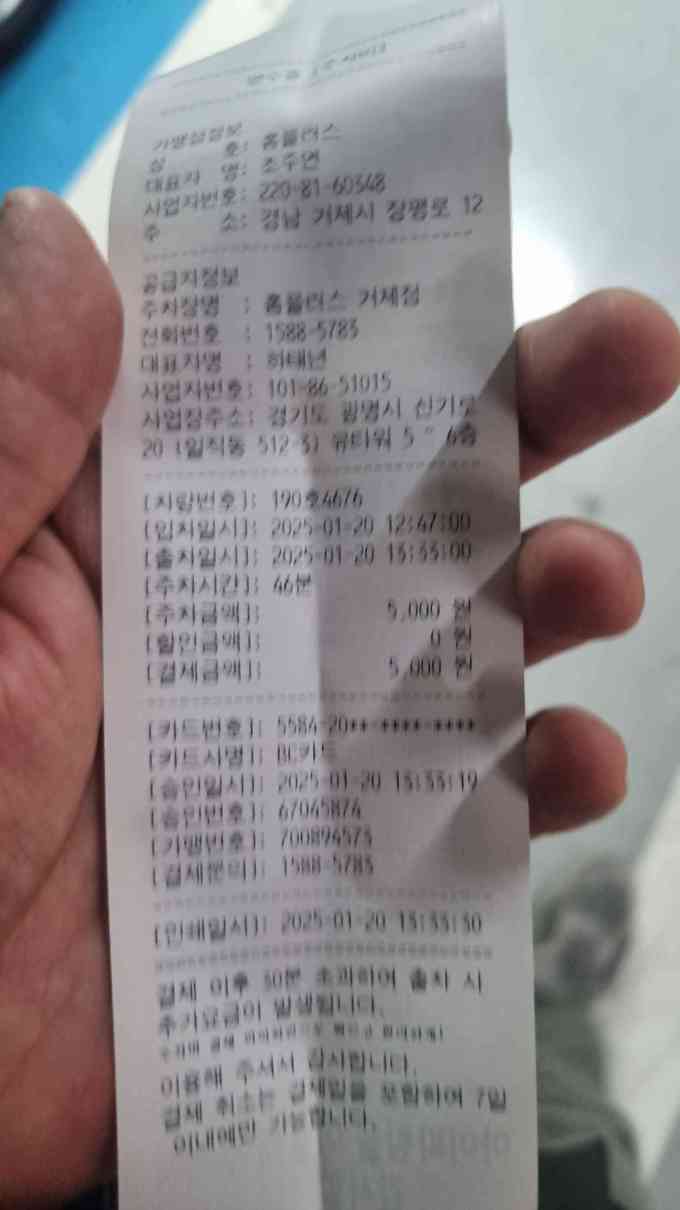 가맹점정보
상 호: 홈플러스
대표자 명: 조주연
사업자번호: 220-81-60348
주 소: 경남 거제시 장평로 12
공급자정보
주차장명 : 홈플러스 거제점
전화번호 : 1588-5783
대표자명 : 하태년
사업자번호: 101-86-51015
사업장주소: 경기도 광명시 신기로
20 (일직동 512-3) 유타워 5 ~ 6층
[차량번호]: 190호4676
[입차일시]: 2025-01-20 12:47:00
[출차일시]: 2025-01-20 13:33:00
[주차시간]: 46분
[주차금액]: 5,000 원
[할인금액]: 0 원
[결제금액]: 5,000 원
[카드번호]: 5584-20**-****-****
[카드사명]: BC카드
[승인일시]: 2025-01-20 13:33:19
[승인번호]: 67045874
[가맹번호]: 700894573
[결제문의]: 1588-5783
[인쇄일시]: 2025-01-20 13:33:30
결제 이후 30분 초과하여 출차 시
추가요금이 발생됩니다.
이용해 주셔서 감사합니다.
결제 취소는 결제일을 포함하여 7일
이내에만 가능합니다.